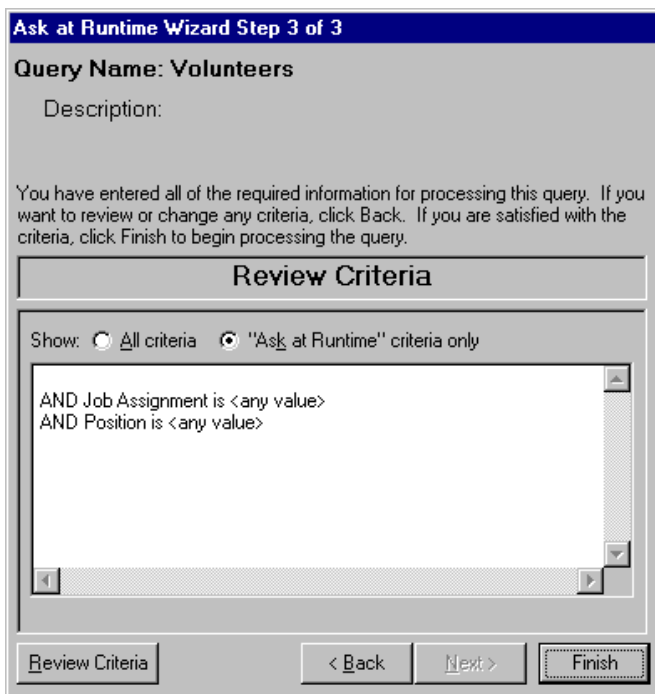 Ask at Runtime Wizard Step 3 of 3
Query Name: Volunteers
Description:
You have entered all of the required information for processing this query. If you
want to review or change any criteria, click Back. If you are satisfied with the
criteria, click Finish to begin processing the query.
Review Criteria
Show: All criteria "Ask at Runtime" criteria only
AND Job Assignment is <any value>
AND Position is <any value>
Review Criteria < Back Next > Finish